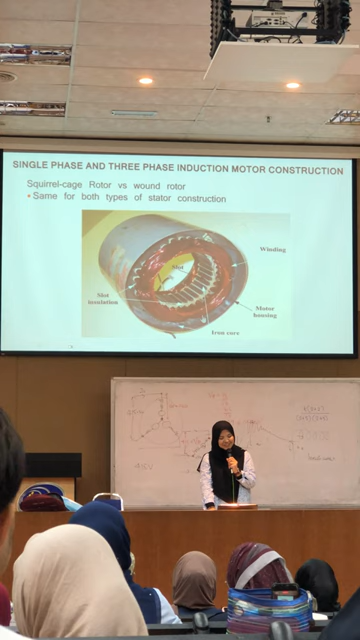 SINGLE PHASE AND THREE PHASE INDUCTION MOTOR CONSTRUCTION
Squirrel-cage Rotor vs wound rotor
• Same for both types of stator construction
Winding
Slot
Slot
insulation
Motor
housing
Iron core
415V